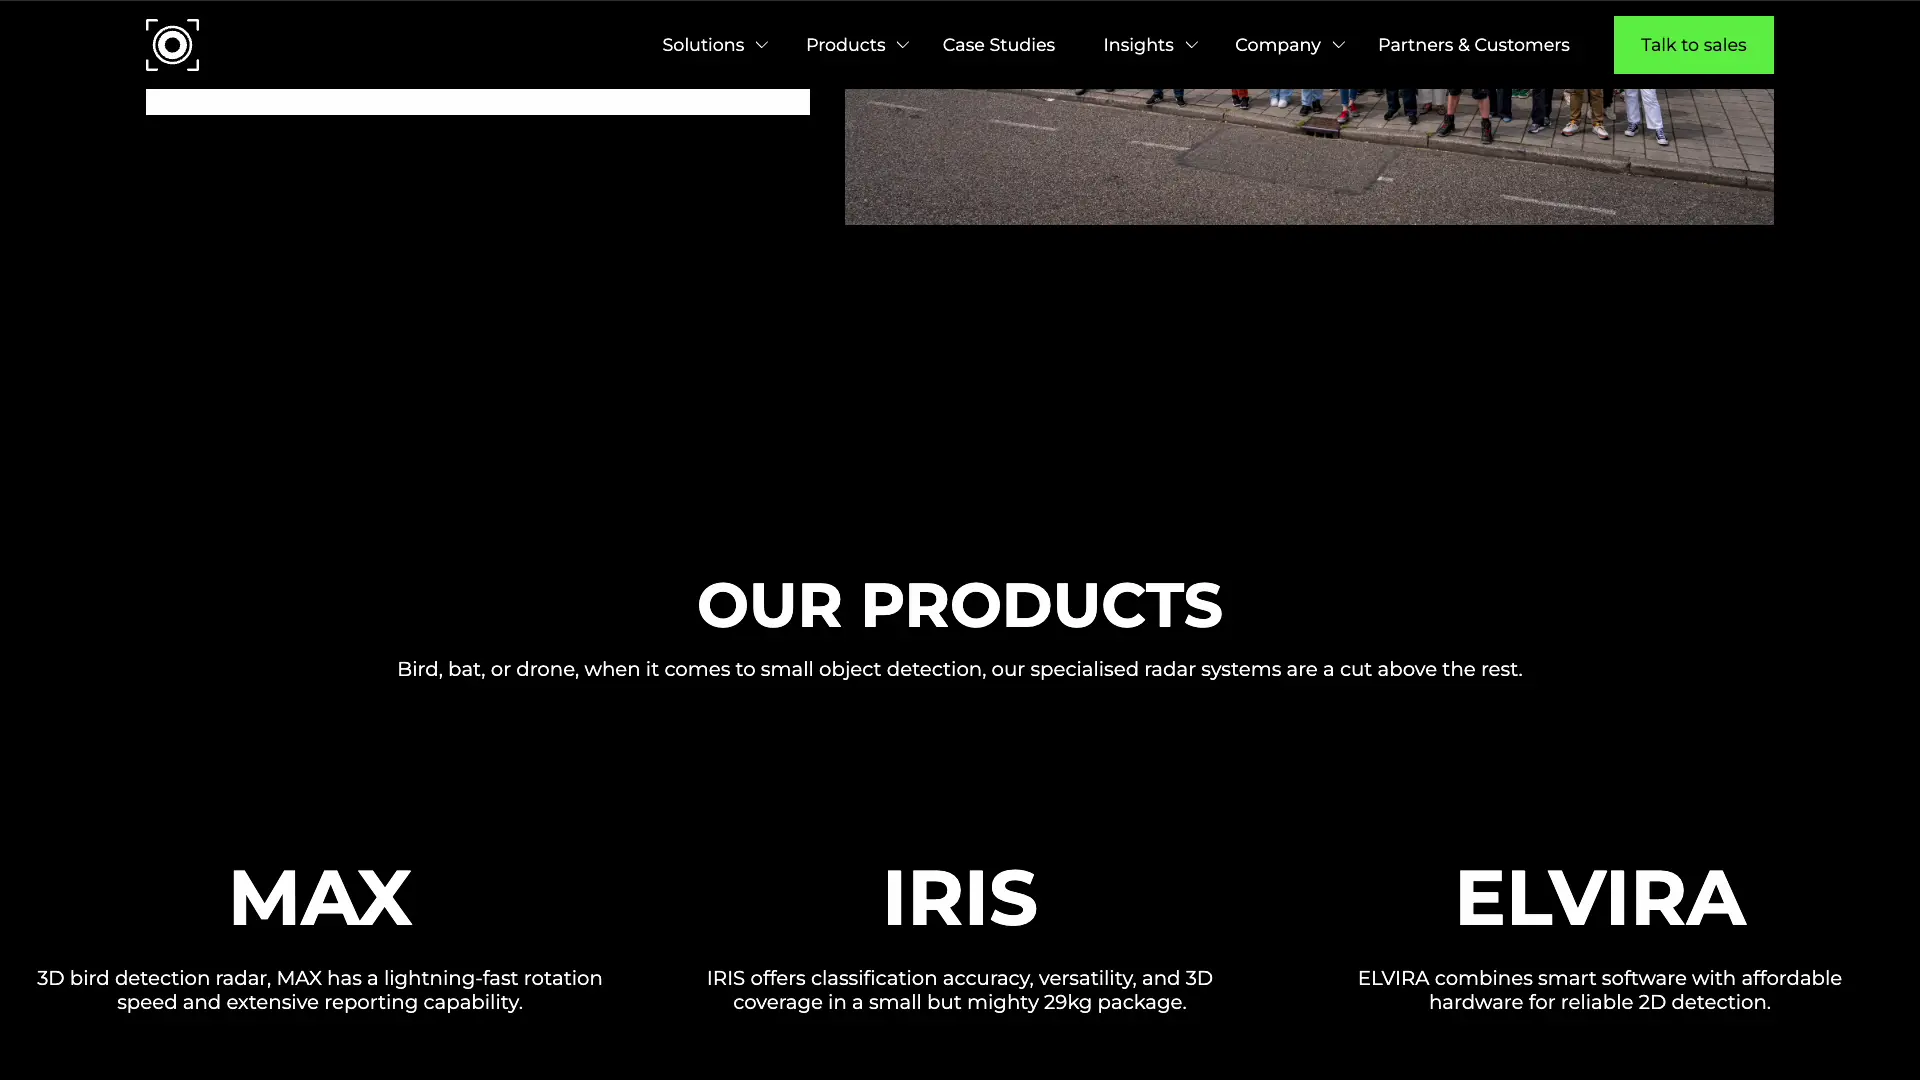 Solutions
Products
Case Studies
Insights
Company
Partners & Customers
Talk to sales
OUR PRODUCTS
Bird, bat, or drone, when it comes to small object detection, our specialised radar systems are a cut above the rest.
MAX
3D bird detection radar, MAX has a lightning-fast rotation
speed and extensive reporting capability.
IRIS
IRIS offers classification accuracy, versatility, and 3D
coverage in a small but mighty 29kg package.
ELVIRA
ELVIRA combines smart software with affordable
hardware for reliable 2D detection.